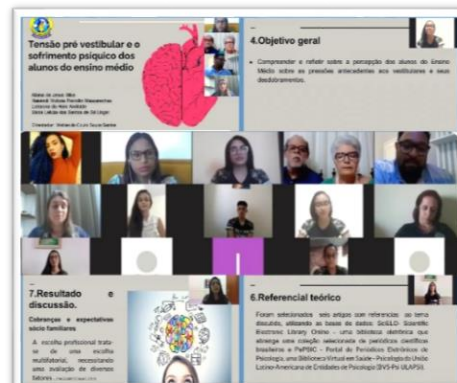 Tensão pré vestibular e o
sofrimento psíquico dos
alunos do ensino médio
4.Objetivo geral
Compreender e refletir sobre a percepção dos alunos do Ensino
Médio sobre as pressões antecedentes aos vestibulares e seus
desdobramentos.
7.Resultado e
discussão.
Cobranças e expectativas
sócio familiares
A escolha profissional trata-
se de uma escolha
multifatorial, necessitando
uma avaliação de diversos
fatores
6.Referencial teórico
Foram selecionados seis artigos com referencias ao tema
discutido, utilizando as bases de dados: SciELO- Scientific
Electronic Library Online - uma biblioteca eletrônica que
abrange uma coleção selecionada de periódicos científicos
brasileiros e PePSIC - Portal de Periódicos Eletrônicos de
Psicologia, uma Biblioteca Virtual em Saúde - Psicologia da União
Latino-Americana de Entidades de Psicologia (BVS-Psi ULAPSI).